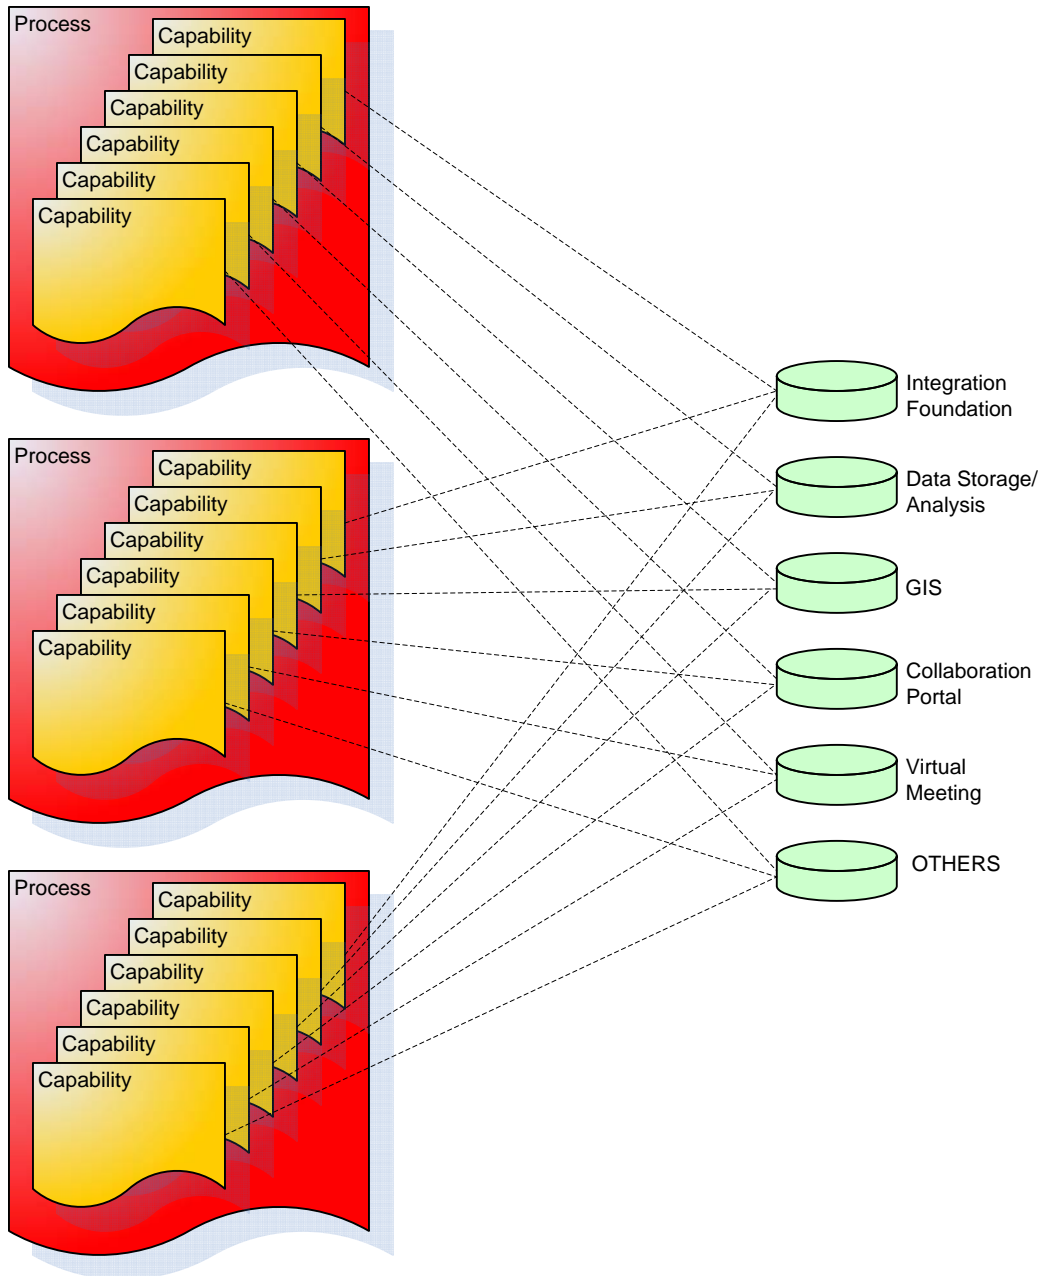 Process
Capability
Capability
Capability
Capability
Capability
Capability
Process
Capability
Capability
Capability
Capability
Capability
Capability
Process
Capability
Capability
Capability
Capability
Capability
Capability
Integration
Foundation
Data Storage/
Analysis
GIS
Collaboration
Portal
Virtual
Meeting
OTHERS